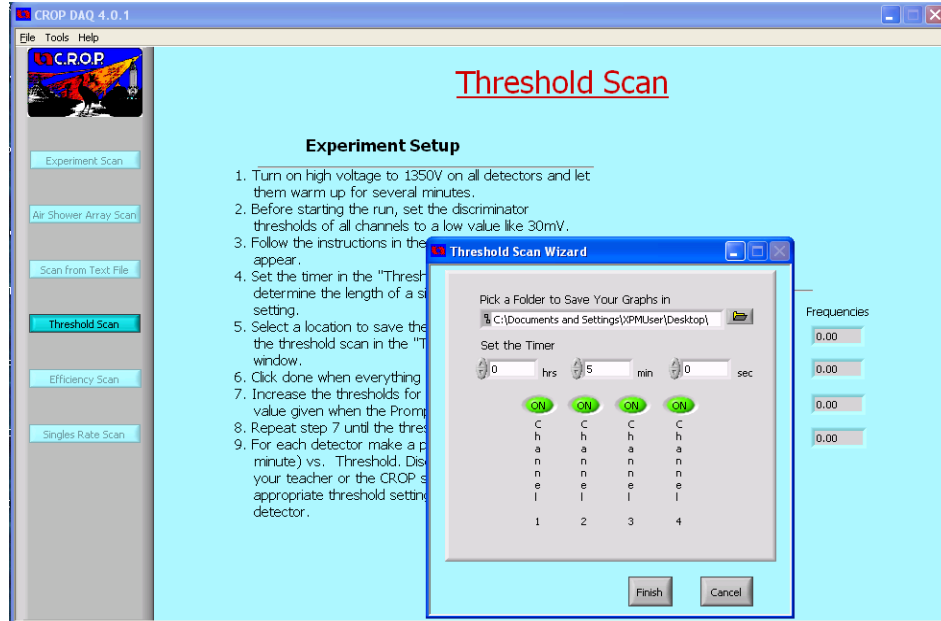 CROP DAQ 4.0.1
File Tools Help
C.R.O.P.
Threshold Scan
Experiment Scan
Air Shower Array Scan
Scan from Text File
Threshold Scan
Efficiency Scan
Singles Rate Scan
Experiment Setup
1. Turn on high voltage to 1350V on all detectors and let
them warm up for several minutes.
2. Before starting the run, set the discriminator
thresholds of all channels to a low value like 30mV.
3. Follow the instructions in the
appear.
4. Set the timer in the "Thresh
determine the length of a si
setting.
5. Select a location to save the
the threshold scan in the "T
window.
6. Click done when everything
7. Increase the thresholds for
value given when the Promp
8. Repeat step 7 until the thres
9. For each detector make a p
minute) vs. Threshold. Disc
your teacher or the CROP s
appropriate threshold setting
detector.
Threshold Scan Wizard
Pick a Folder to Save Your Graphs in
C:\Documents and Settings\XPMUser\Desktop\
Set the Timer
0 hrs 5 min 0 sec
ON ON ON ON
Channel Channel Channel Channel
1 2 3 4
Finish Cancel
Frequencies
0.00
0.00
0.00
0.00